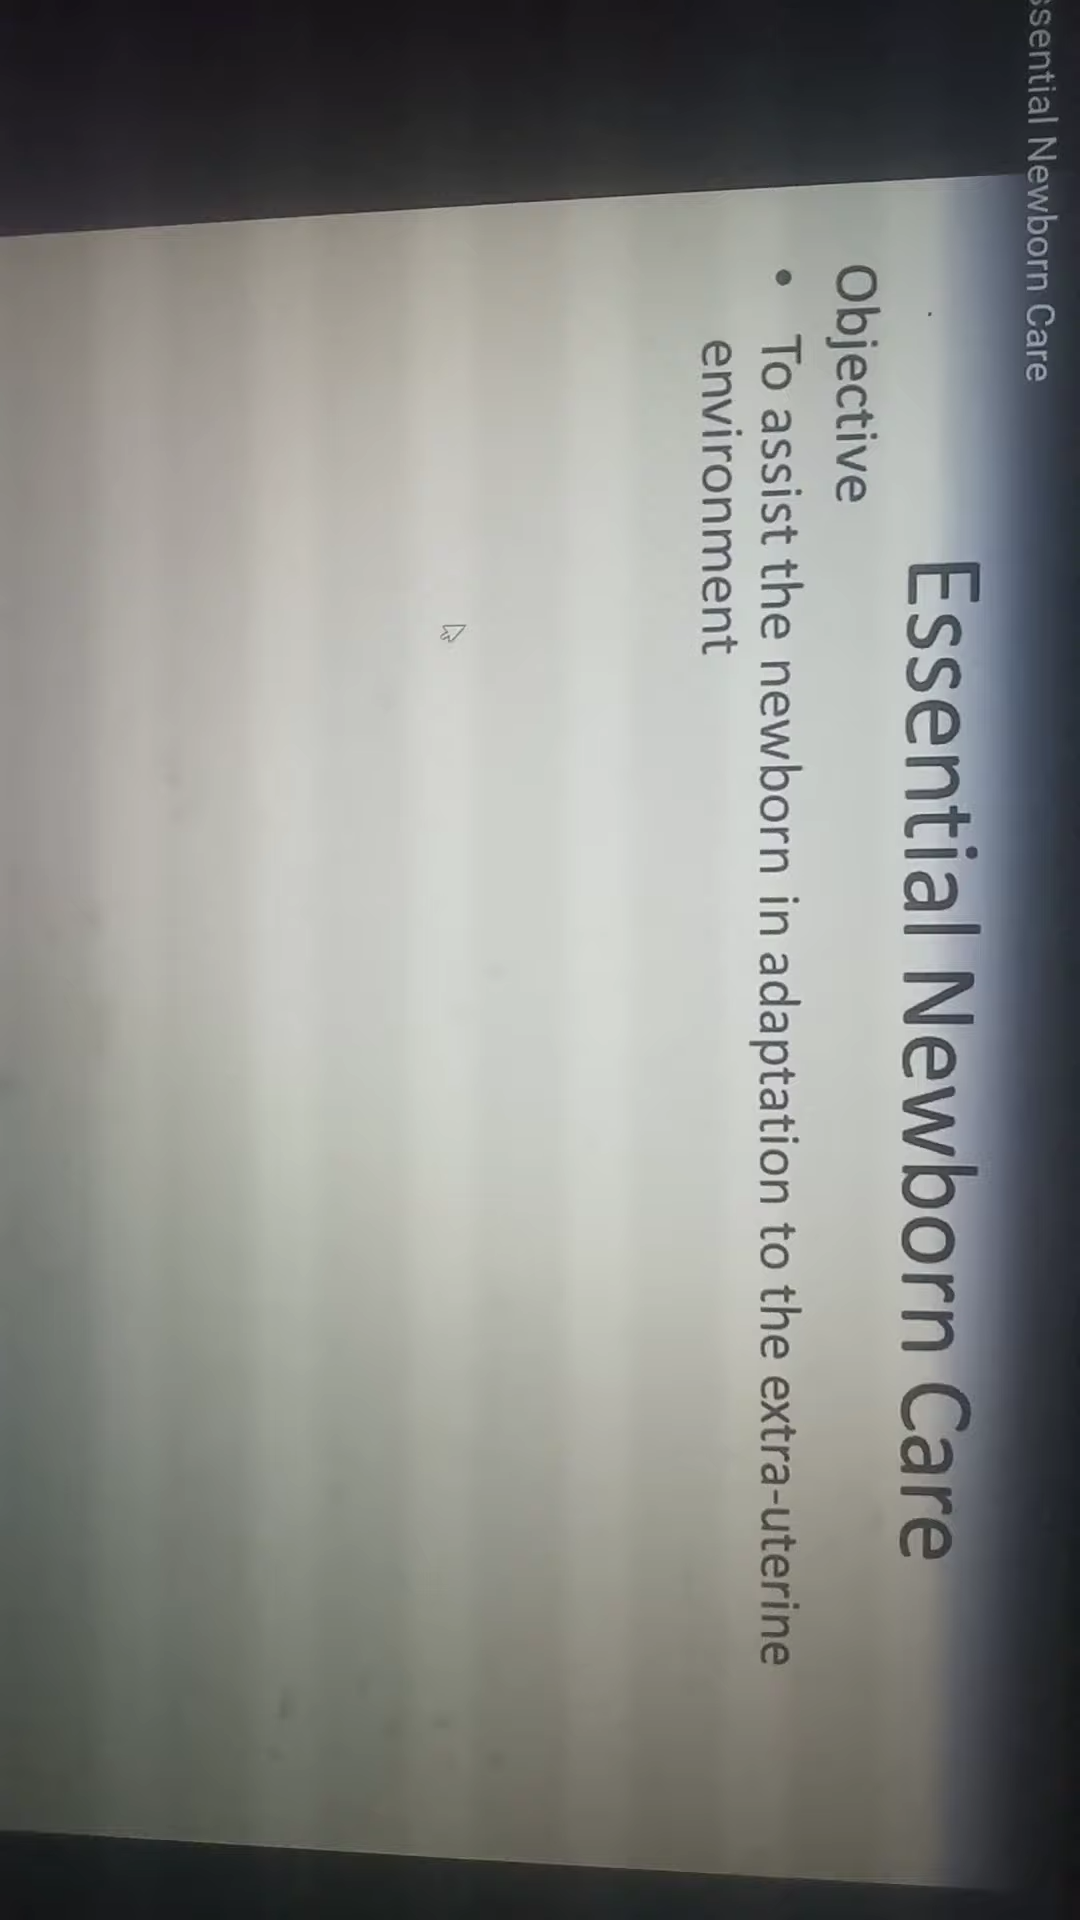 ssential Newborn Care
Essential Newborn Care
Objective
• To assist the newborn in adaptation to the extra-uterine
environment